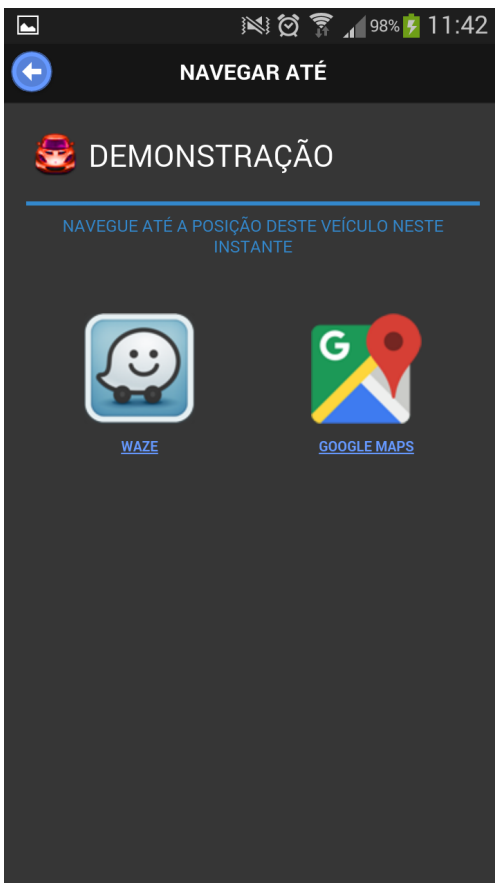 98% 11:42
NAVEGAR ATÉ
DEMONSTRAÇÃO
NAVEGUE ATÉ A POSIÇÃO DESTE VEÍCULO NESTE
INSTANTE
G
WAZE
GOOGLE MAPS